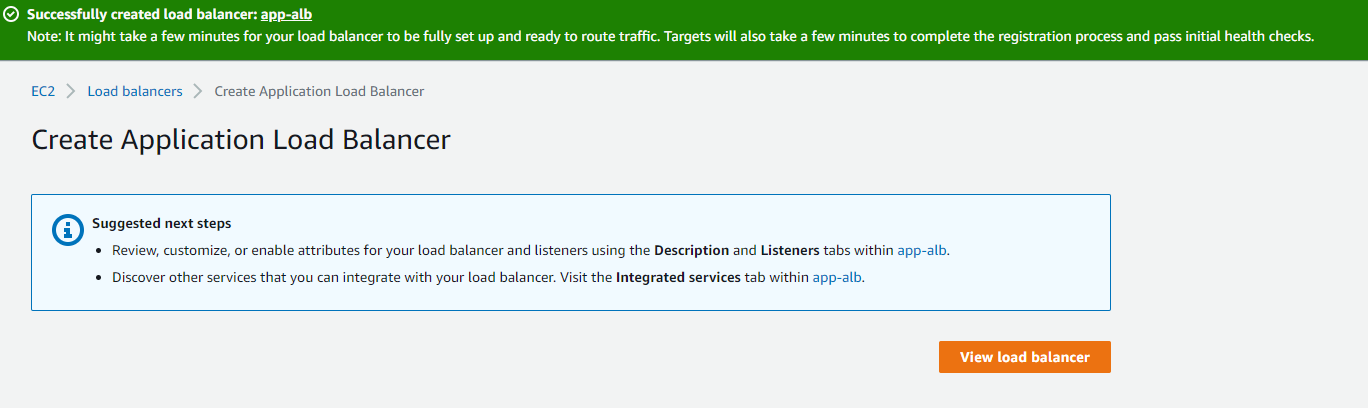 Successfully created load balancer: app-alb
Note: It might take a few minutes for your load balancer to be fully set up and ready to route traffic. Targets will also take a few minutes to complete the registration process and pass initial health checks.
EC2 > Load balancers > Create Application Load Balancer
Create Application Load Balancer
Suggested next steps
• Review, customize, or enable attributes for your load balancer and listeners using the Description and Listeners tabs within app-alb.
• Discover other services that you can integrate with your load balancer. Visit the Integrated services tab within app-alb.
View load balancer